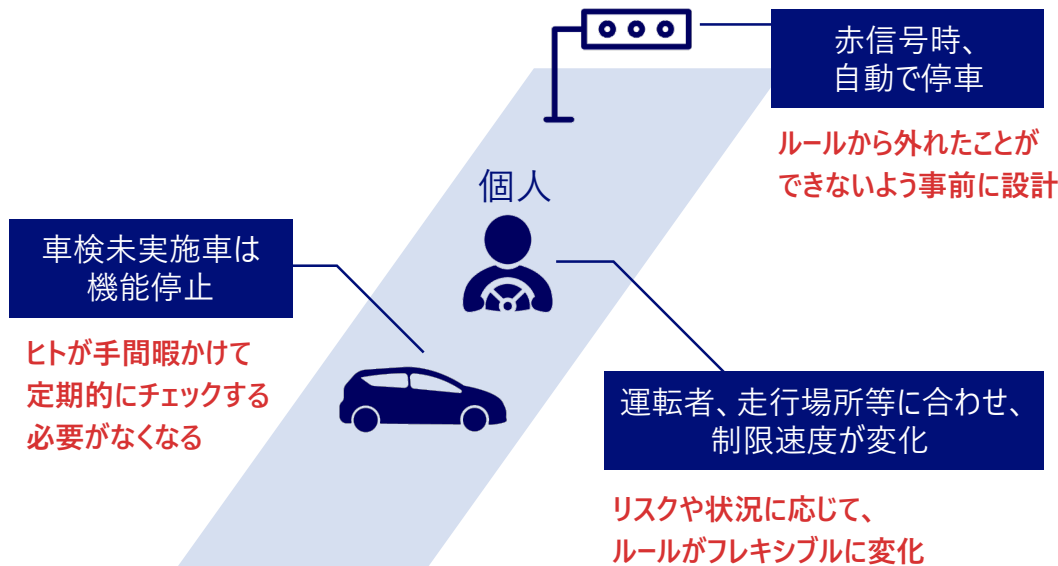 赤信号時、
自動で停車
ルールから外れたことが
できないよう事前に設計
個人
車検未実施車は
機能停止
ヒトが手間暇かけて
定期的にチェックする
必要がなくなる
運転者、走行場所等に合わせ、
制限速度が変化
リスクや状況に応じて、
ルールがフレキシブルに変化